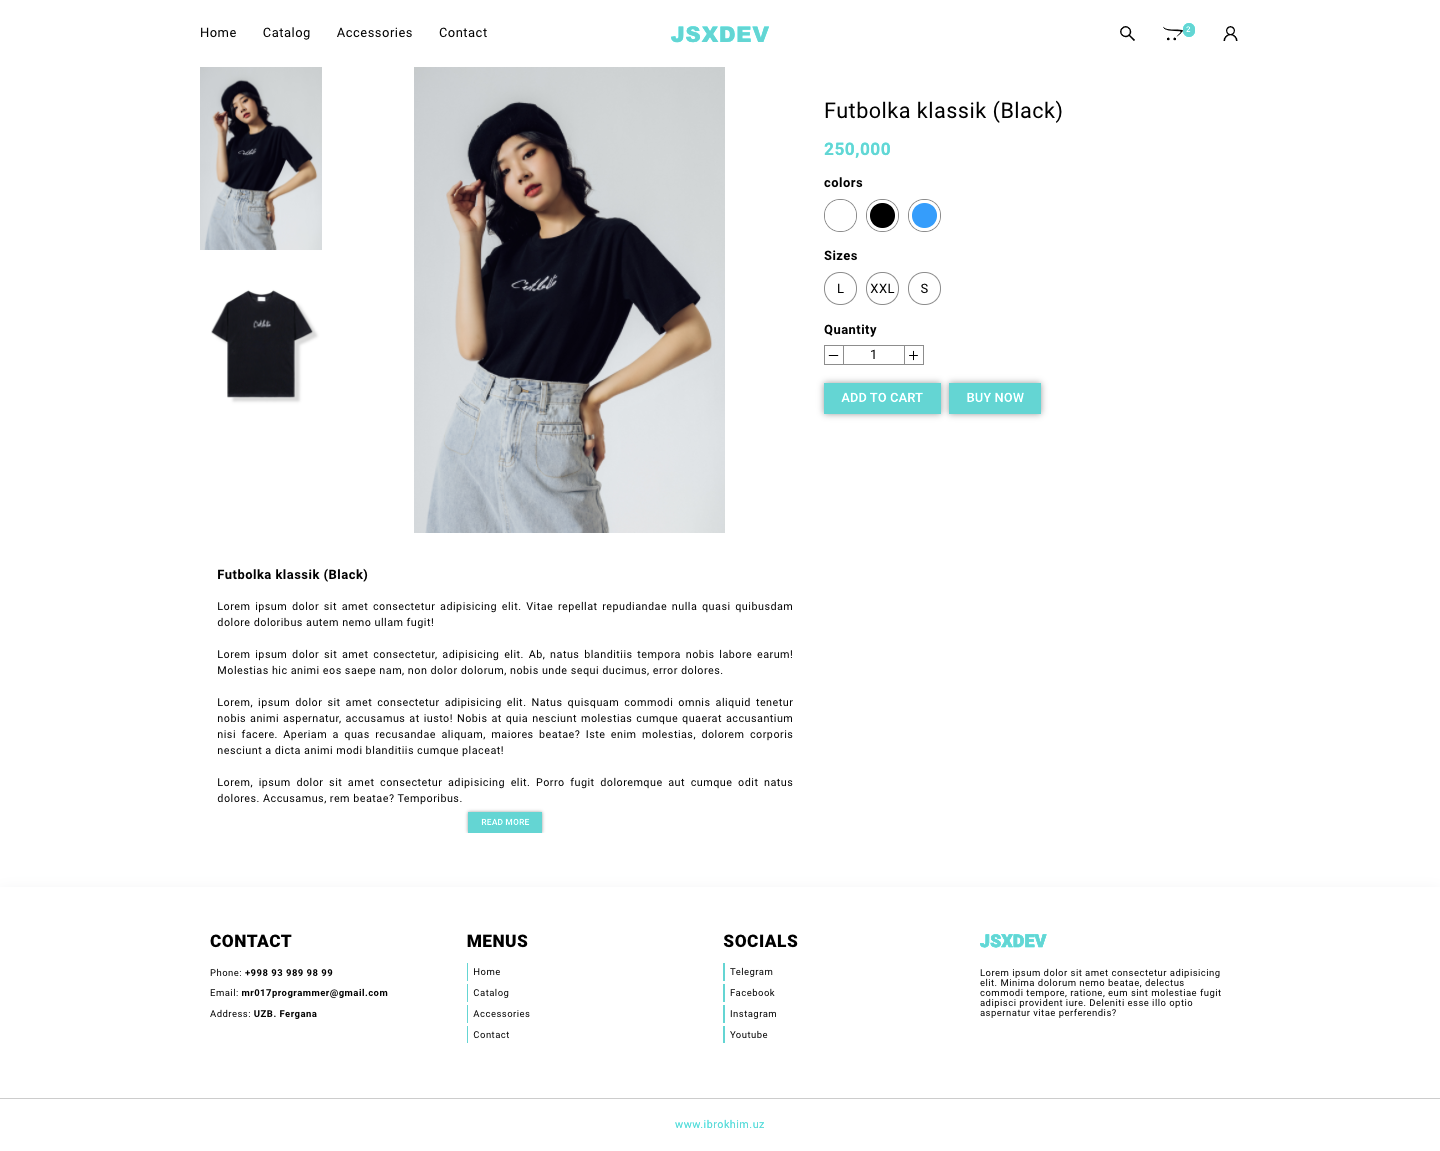 Home Catalog Accessories Contact
JSXDEV
2
Futbolka klassik (Black)
250,000
colors
Sizes
L XXL S
Quantity
1
ADD TO CART BUY NOW
Futbolka klassik (Black)
Lorem ipsum dolor sit amet consectetur adipisicing elit. Vitae repellat repudiandae nulla quasi quibusdam
dolore doloribus autem nemo ullam fugit!
Lorem ipsum dolor sit amet consectetur, adipisicing elit. Ab, natus blanditiis tempora nobis labore earum!
Molestias hic animi eos saepe nam, non dolor dolorum, nobis unde sequi ducimus, error dolores.
Lorem, ipsum dolor sit amet consectetur adipisicing elit. Natus quisquam commodi omnis aliquid tenetur
nobis animi aspernatur, accusamus at iusto! Nobis at quia nesciunt molestias cumque quaerat accusantium
nisi facere. Aperiam a quas recusandae aliquam, maiores beatae? Iste enim molestias, dolorem corporis
nesciunt a dicta animi modi blanditiis cumque placeat!
Lorem, ipsum dolor sit amet consectetur adipisicing elit. Porro fugit doloremque aut cumque odit natus
dolores. Accusamus, rem beatae? Temporibus.
READ MORE
CONTACT
Phone: +998 93 989 98 99
Email: mr017programmer@gmail.com
Address: UZB. Fergana
MENUS
Home
Catalog
Accessories
Contact
SOCIALS
Telegram
Facebook
Instagram
Youtube
JSXDEV
Lorem ipsum dolor sit amet consectetur adipisicing
elit. Minima dolorum nemo beatae, delectus
commodi tempore, ratione, eum sint molestiae fugit
adipisci provident iure. Deleniti esse illo optio
aspernatur vitae perferendis?
www.ibrokhim.uz